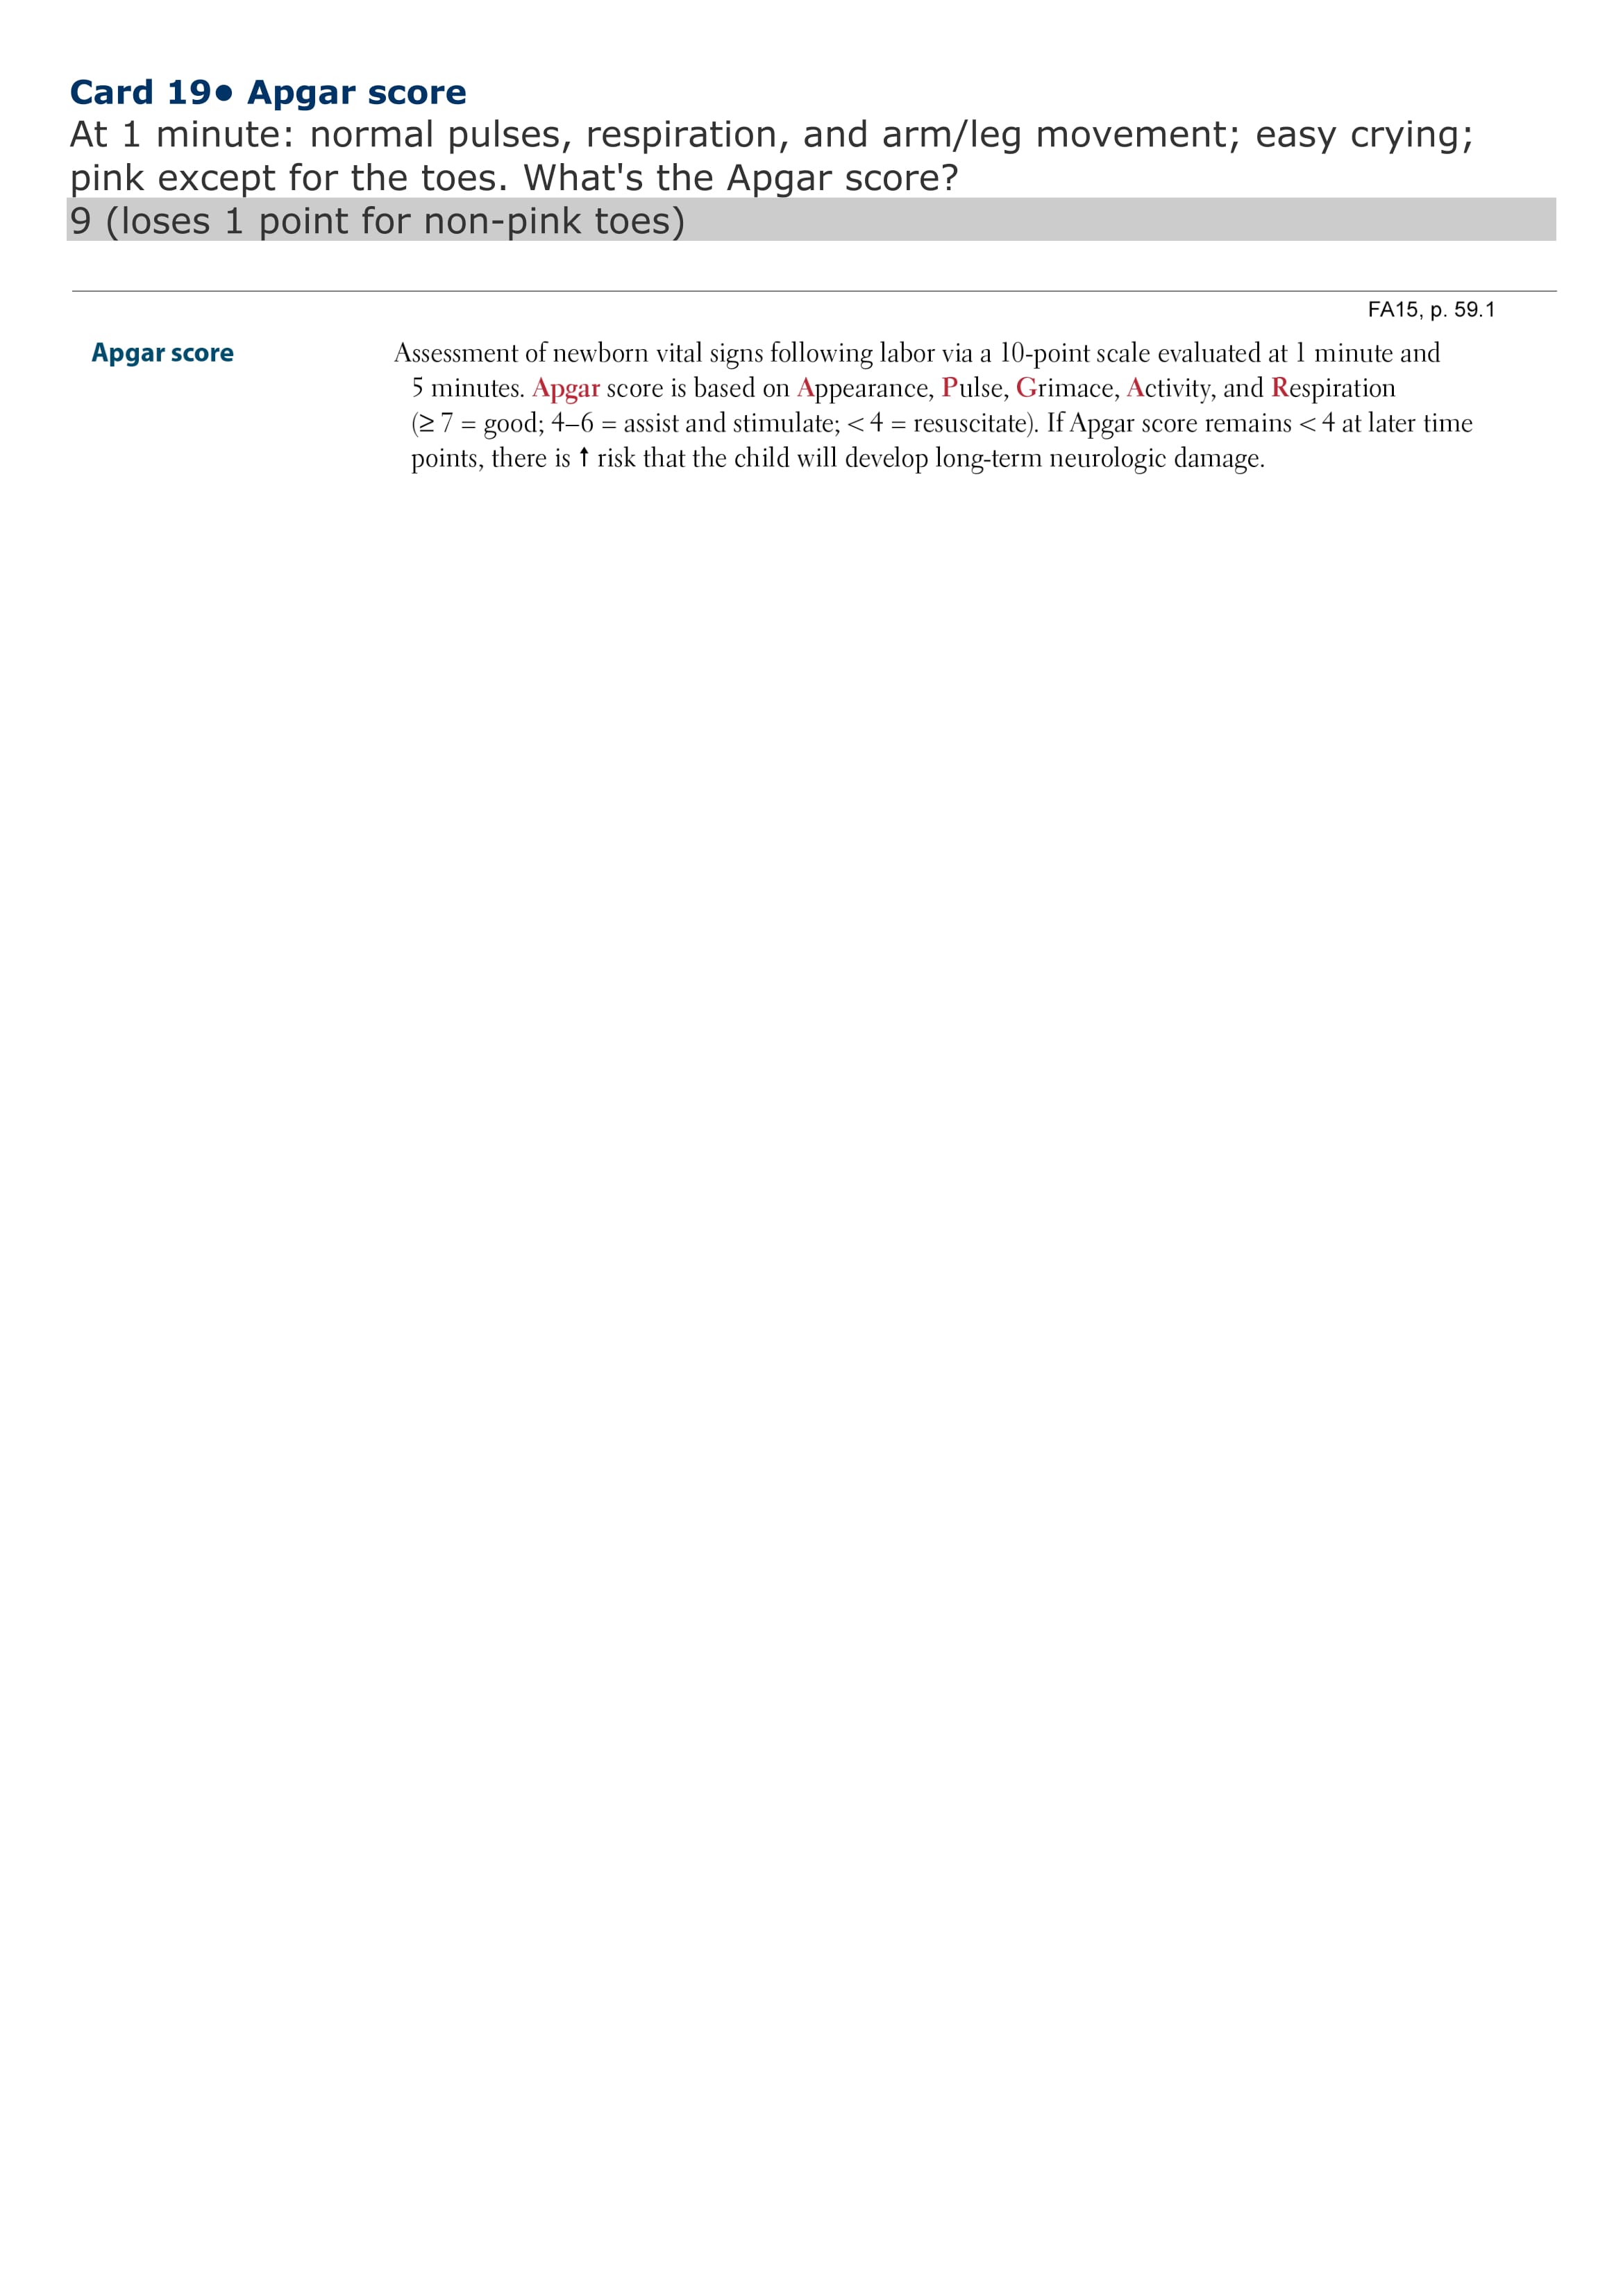 Card 19● Apgar score
At 1 minute: normal pulses, respiration, and arm/leg movement; easy crying;
pink except for the toes. What's the Apgar score?
9 (loses 1 point for non-pink toes)
FA15, p. 59.1
Apgar score
Assessment of newborn vital signs following labor via a 10-point scale evaluated at 1 minute and
5 minutes. Apgar score is based on Appearance, Pulse, Grimace, Activity, and Respiration
(≥ 7 = good; 4–6 = assist and stimulate; < 4 = resuscitate). If Apgar score remains < 4 at later time
points, there is ↑ risk that the child will develop long-term neurologic damage.